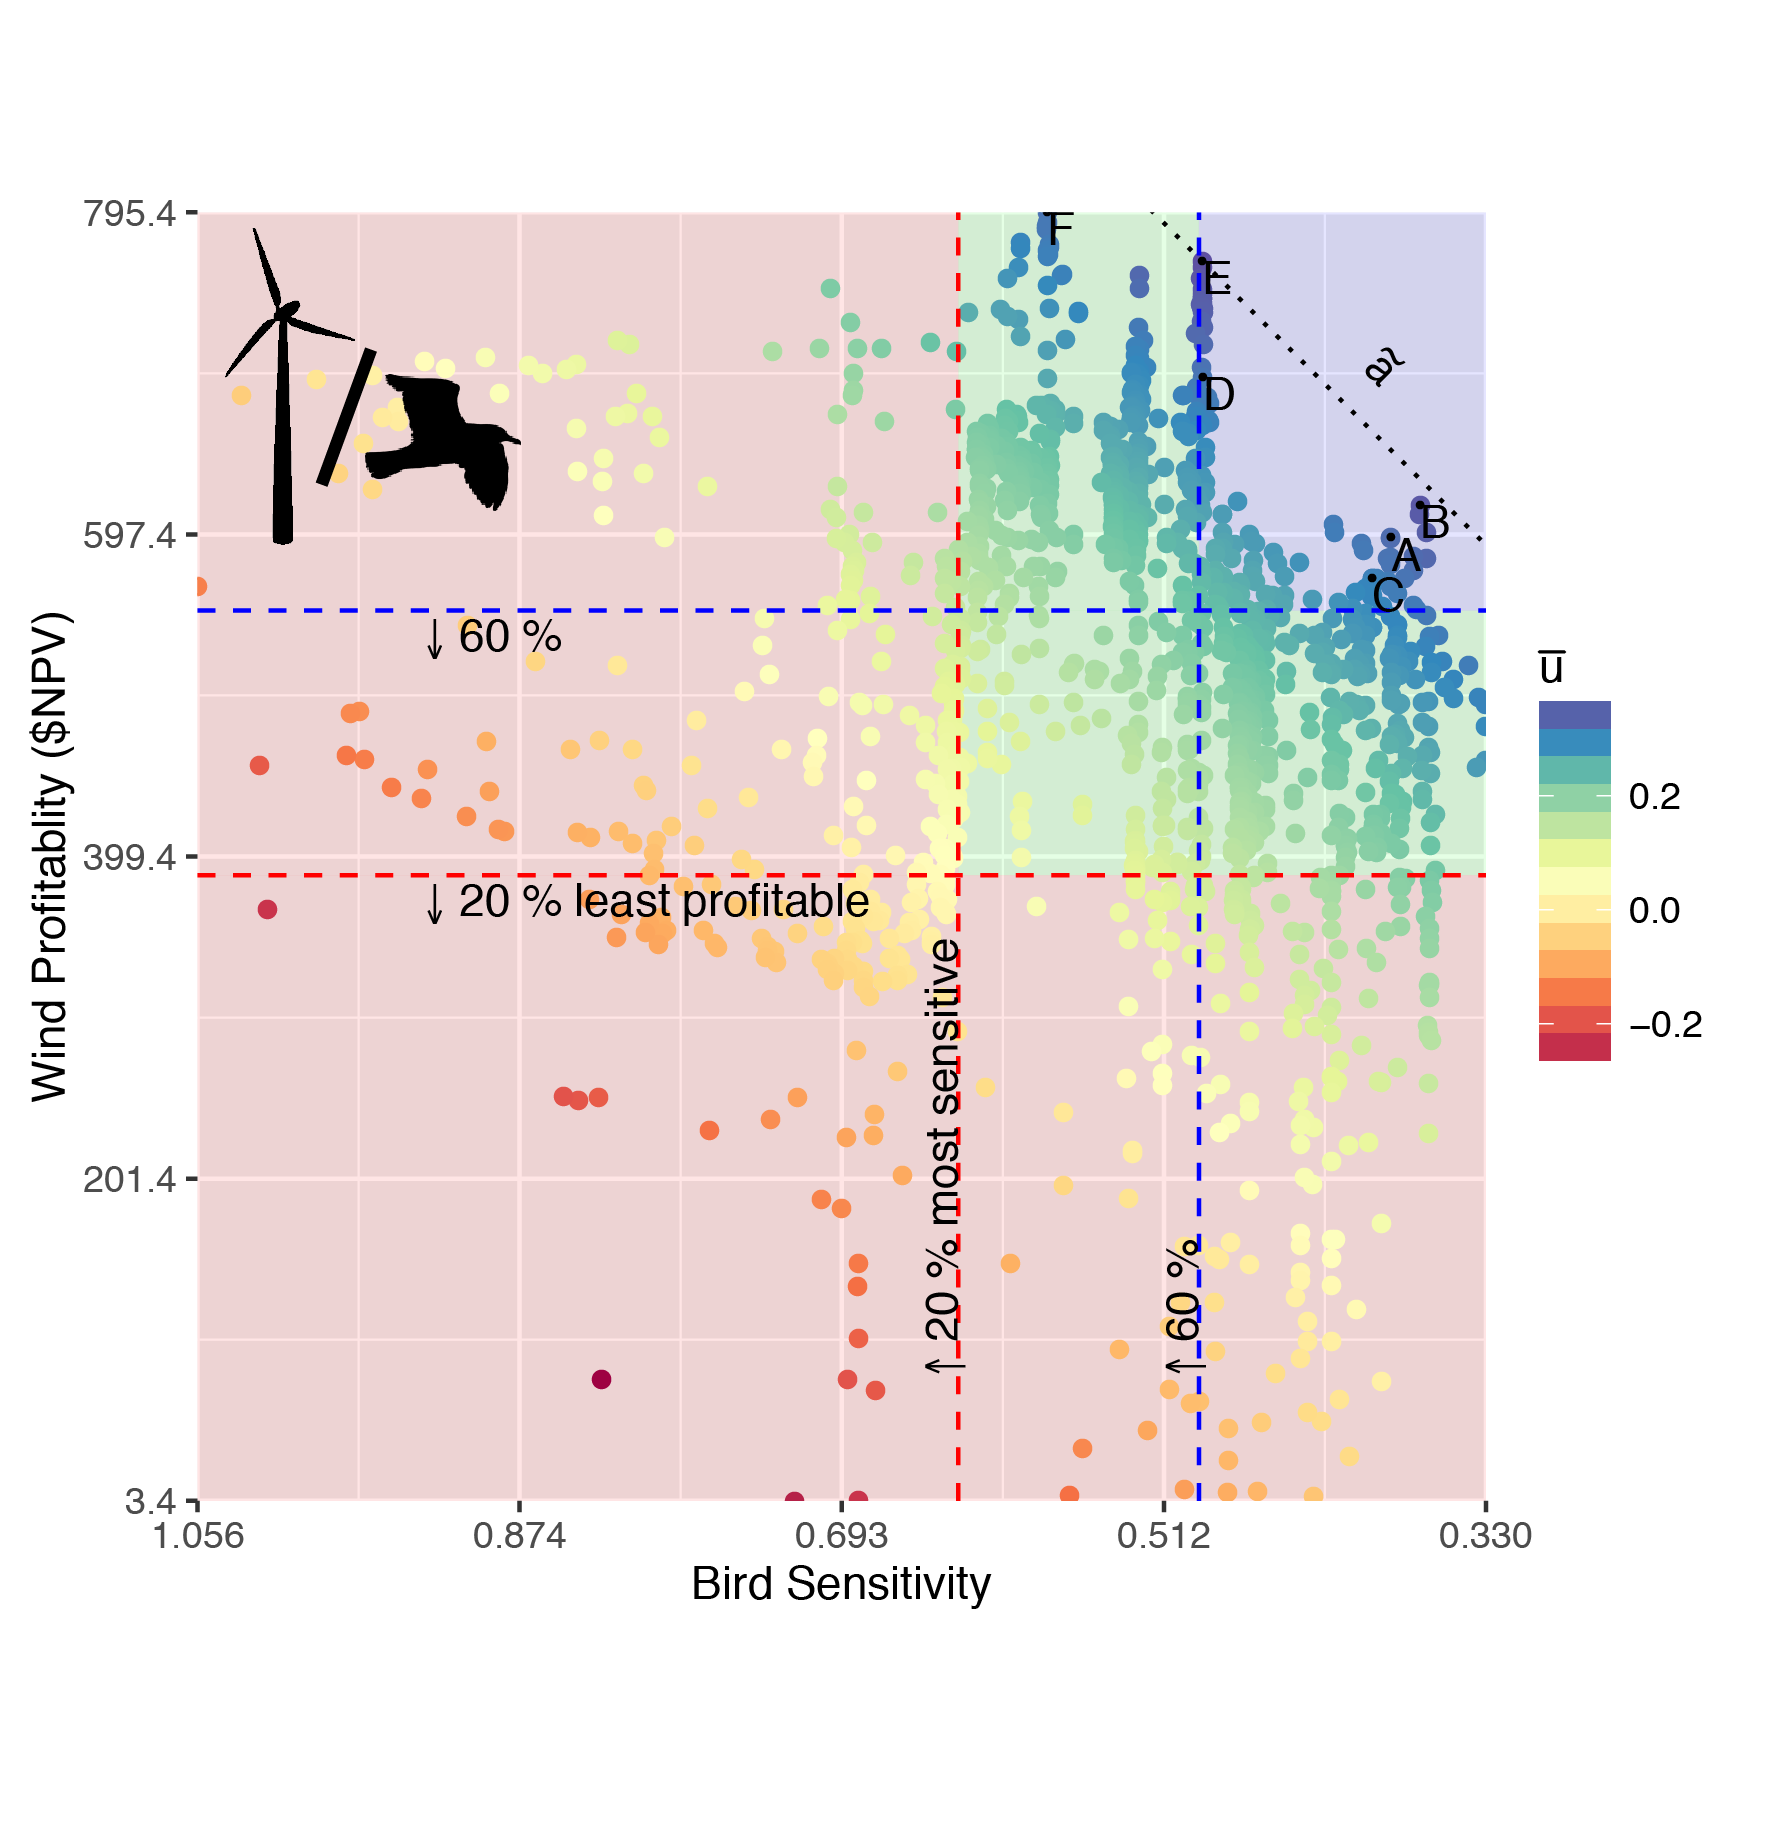 795.4
597.4
399.4
201.4
3.4
1.056
0.874
0.693
0.512
0.330
Wind Profitablity ($NPV)
Bird Sensitivity
F
E
D
B
A
C
↓ 60 %
↓ 20 % least profitable
← 20 % most sensitive
← 60 %
u̅
0.2
0.0
−0.2